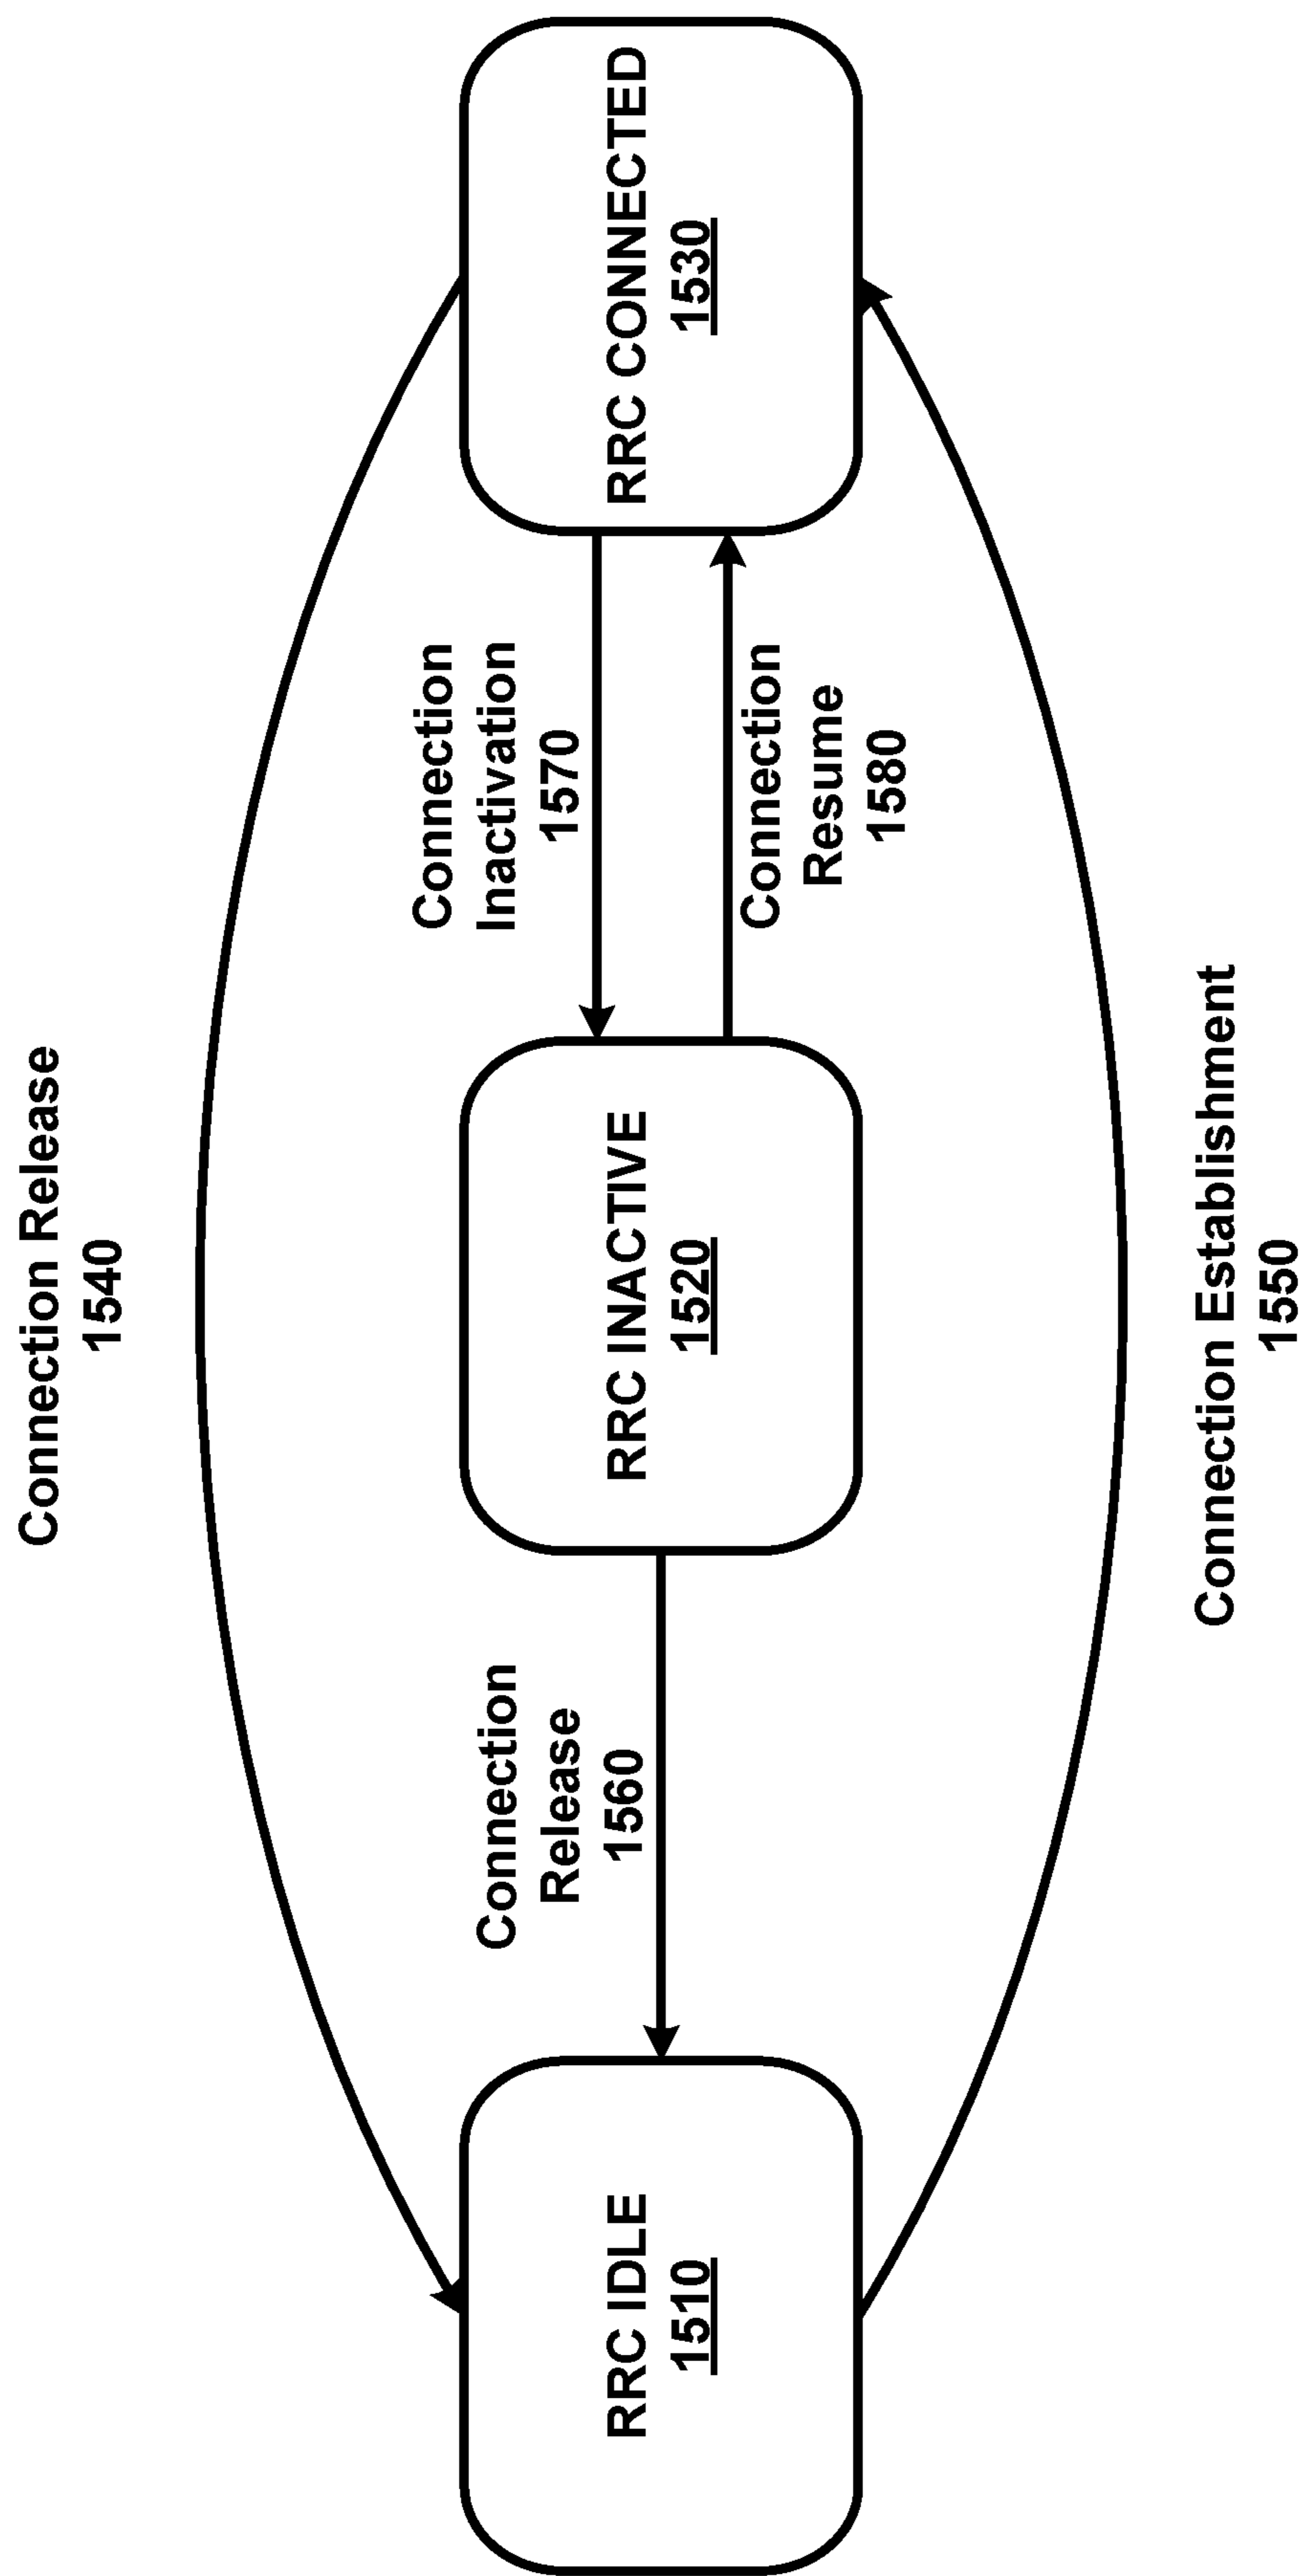 Connection Release
1540
RRC IDLE
1510
Connection
Release
1560
RRC INACTIVE
1520
Connection
Inactivation
1570
Connection
Resume
1580
RRC CONNECTED
1530
Connection Establishment
1550